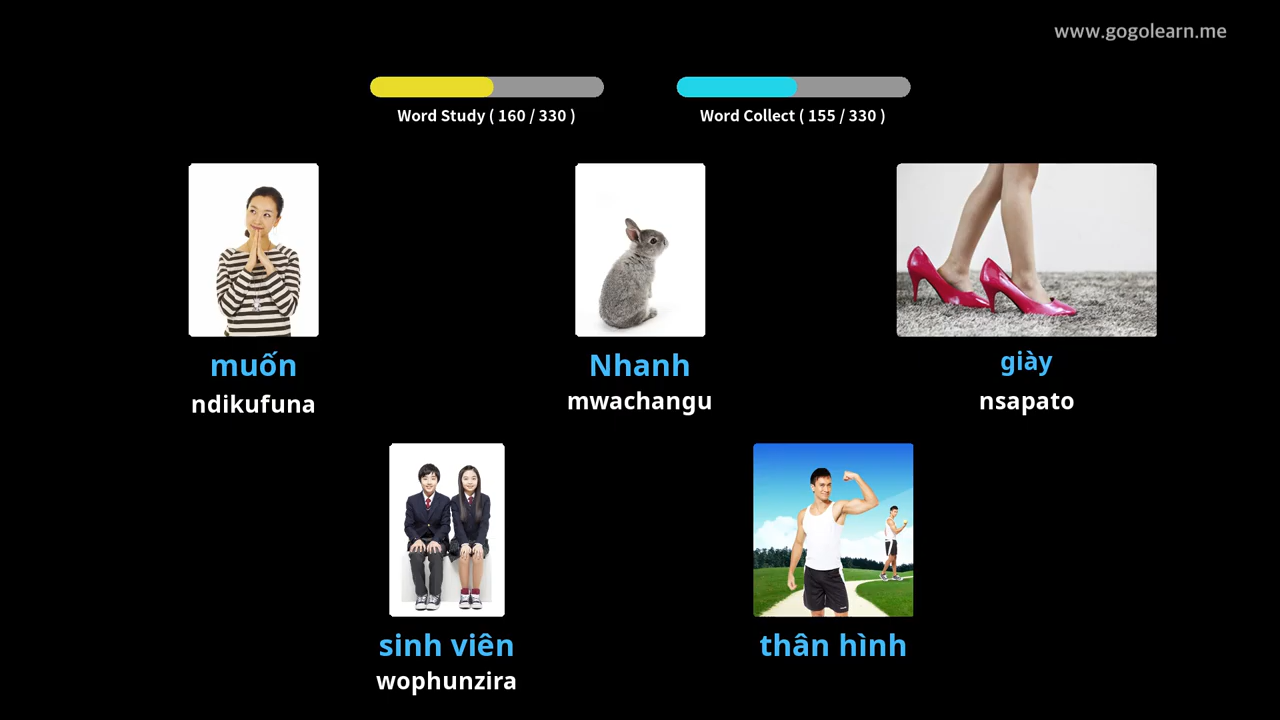 www.gogolearn.me
Word Study ( 160 / 330 )
Word Collect ( 155 / 330 )
muốn
ndikufuna
Nhanh
mwachangu
giày
nsapato
sinh viên
wophunzira
thân hình